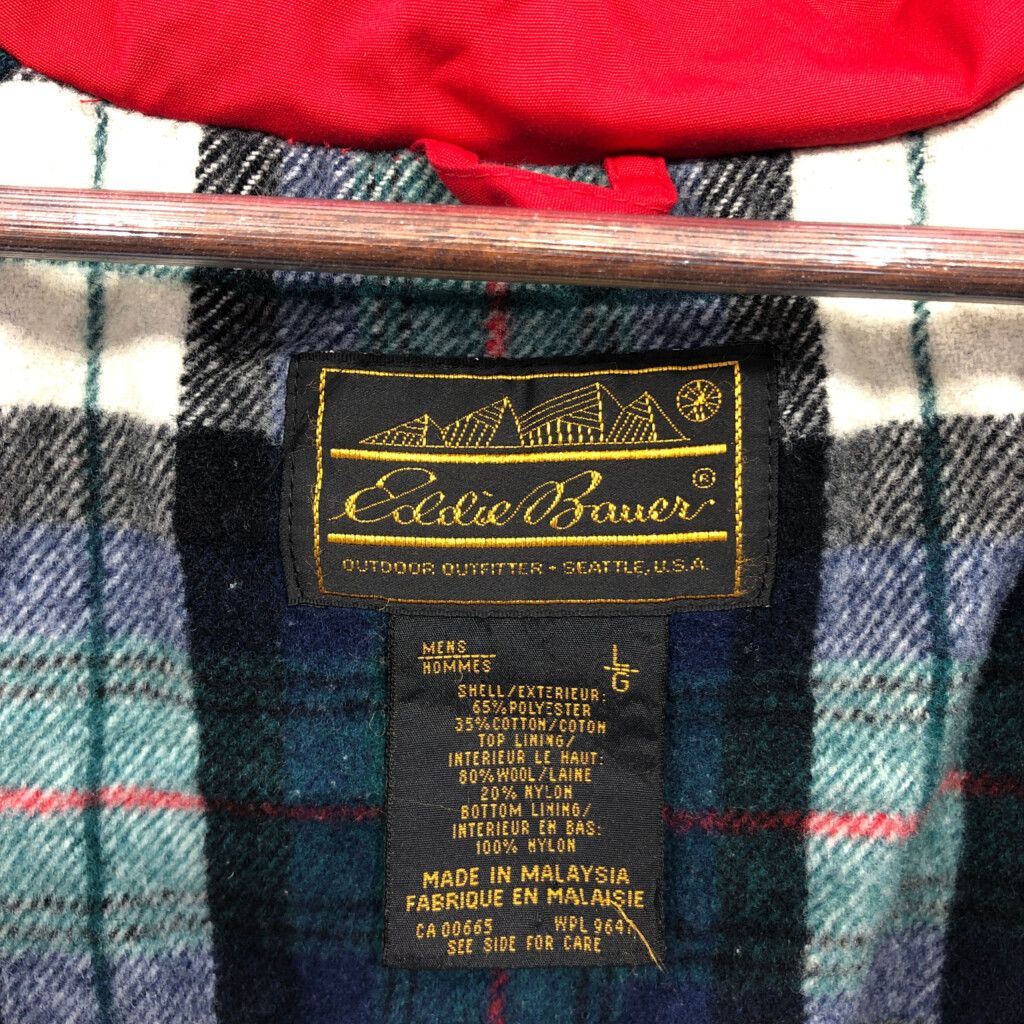 Eddie Bauer ®
OUTDOOR OUTFITTER - SEATTLE, U.S.A.
MENS
HOMMES
L
G
SHELL/EXTERIEUR:
65% POLYESTER
35% COTTON/COTON
TOP LINING/
INTERIEUR LE HAUT:
80% WOOL/LAINE
20% NYLON
BOTTOM LINING/
INTERIEUR EN BAS:
100% NYLON
MADE IN MALAYSIA
FABRIQUE EN MALAISIE
CA 00665 WPL
SEE SIDE FOR CARE